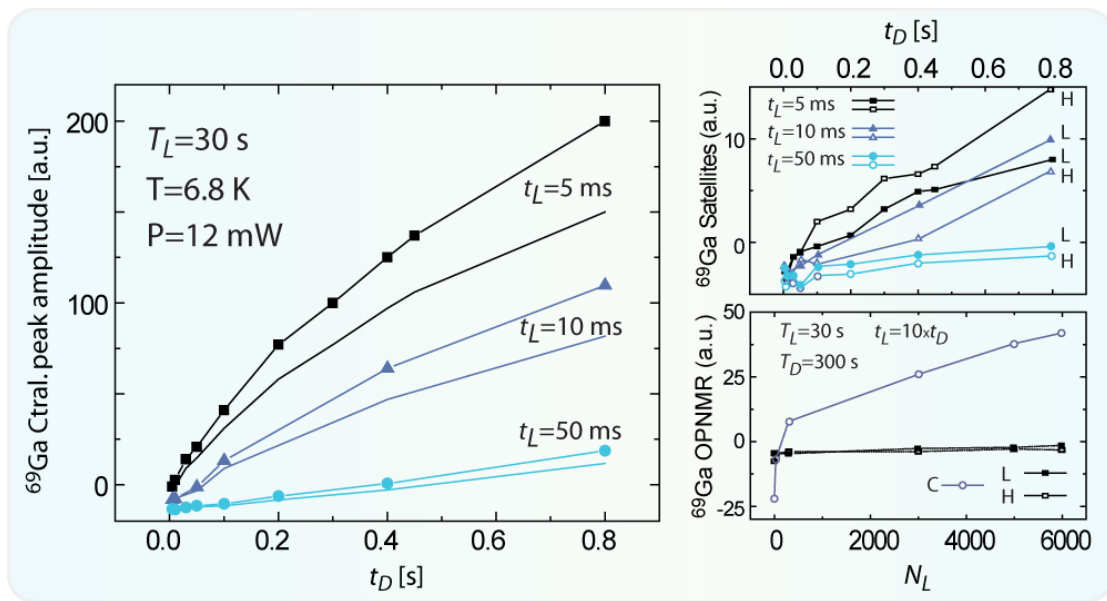 ⁶⁹Ga Ctral. peak amplitude [a.u.]
200
100
0
T_L=30 s
T=6.8 K
P=12 mW
t_L=5 ms
t_L=10 ms
t_L=50 ms
0.0 0.2 0.4 0.6 0.8
t_D [s]
t_D [s]
0.0 0.2 0.4 0.8
⁶⁹Ga Satellites (a.u.)
10
0
t_L=5 ms
t_L=10 ms
t_L=50 ms
H
L
L
H
L
H
⁶⁹Ga OPNMR (a.u.)
50
25
0
-25
T_L=30 s t_L=10×t_D
T_D=300 s
C
L
H
0 2000 4000 6000
N_L